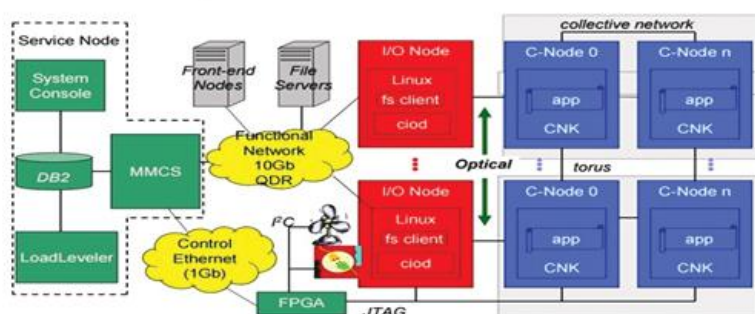 Service Node
System
Console
DB2
MMCS
LoadLeveler
Front-end
Nodes
File
Servers
Functional
Network
10Gb
QDR
Control
Ethernet
(1Gb)
I²C
FPGA
JTAG
I/O Node
Linux
fs client
ciod
I/O Node
Linux
fs client
ciod
Optical
collective network
C-Node 0
app
CNK
C-Node n
app
CNK
torus
C-Node 0
app
CNK
C-Node n
app
CNK